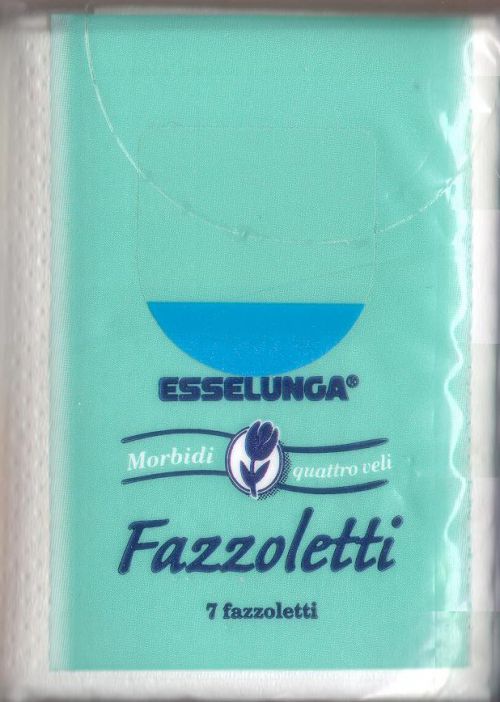 ESSELUNGA®
Morbidi quattro veli
Fazzoletti
7 fazzoletti